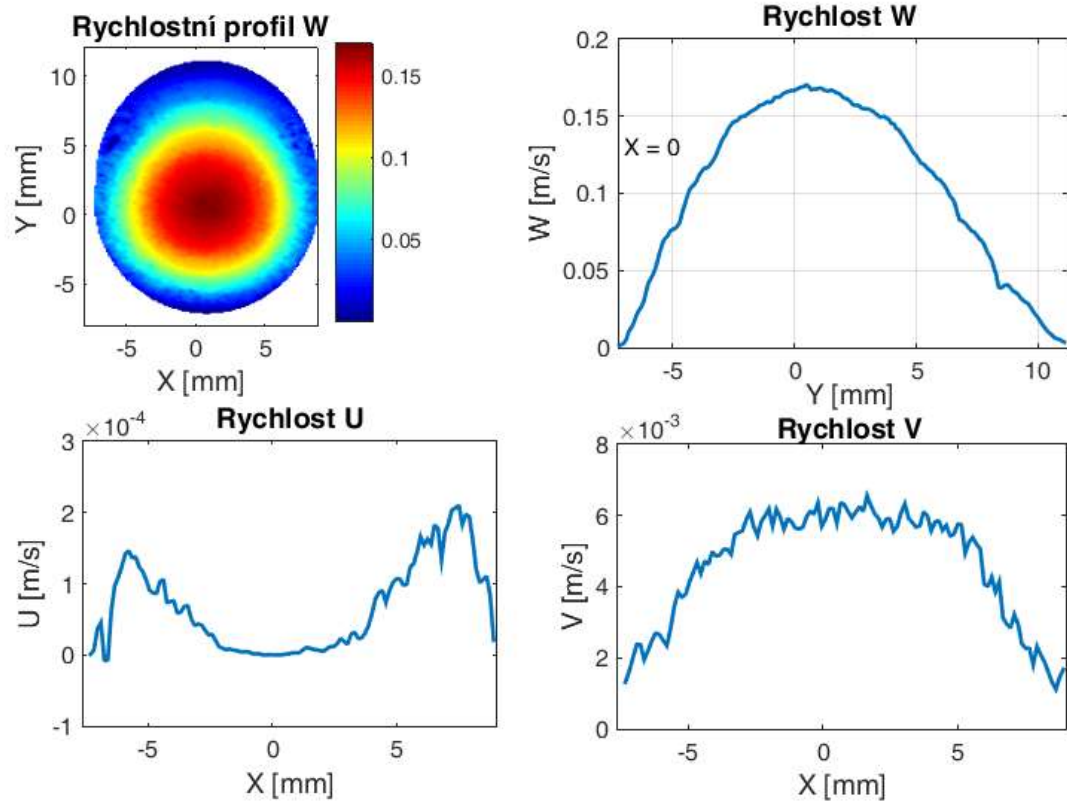 Rychlostní profil W
Y [mm]
10
5
0
-5
-5 0 5
X [mm]
0.15
0.1
0.05
Rychlost W
W [m/s]
0.2
0.15
0.1
0.05
0
X = 0
-5 0 5 10
Y [mm]
×10-4
Rychlost U
U [m/s]
3
2
1
0
-1
-5 0 5
X [mm]
×10-3
Rychlost V
V [m/s]
8
6
4
2
0
-5 0 5
X [mm]